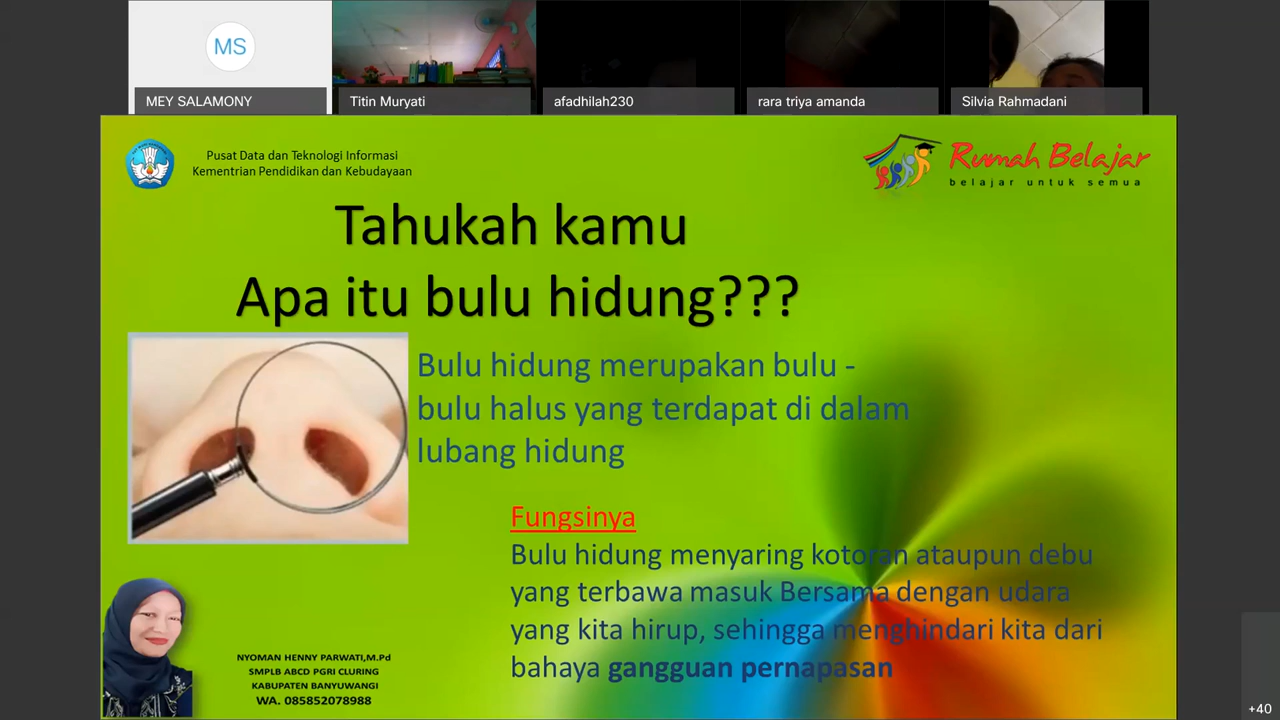 MS
MEY SALAMONY
Titin Muryati
afadhilah230
rara triya amanda
Silvia Rahmadani
Pusat Data dan Teknologi Informasi
Kementrian Pendidikan dan Kebudayaan
Rumah Belajar
belajar untuk semua
Tahukah kamu
Apa itu bulu hidung???
Bulu hidung merupakan bulu -
bulu halus yang terdapat di dalam
lubang hidung
Fungsinya
Bulu hidung menyaring kotoran ataupun debu
yang terbawa masuk Bersama dengan udara
yang kita hirup, sehingga menghindari kita dari
bahaya gangguan pernapasan
NYOMAN HENNY PARWATI,M.Pd
SMPLB ABCD PGRI CLURING
KABUPATEN BANYUWANGI
WA. 085852078988
+40